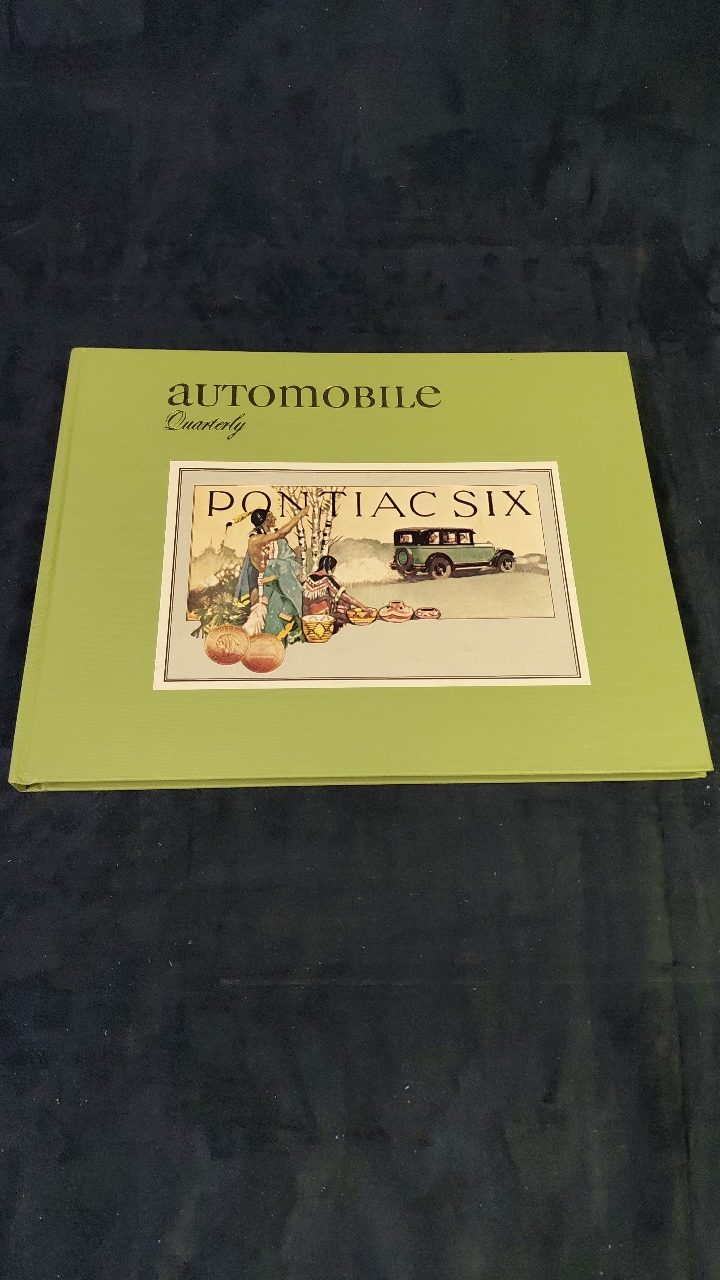 AUTOMOBILE
Quarterly
PONTIAC SIX